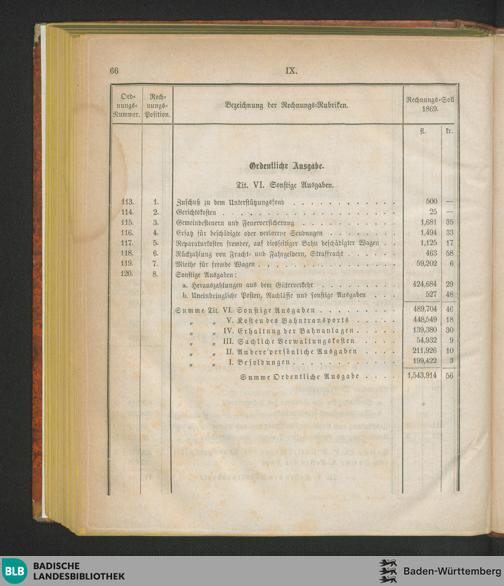 66
IX.
Ord- nungs- Nummer. Rech- nungs- Position. Bezeichnung der Rechnungs-Rubriken. Rechnungs-Soll 1869.
fl. kr.
Ordentliche Ausgabe.
Tit. VI. Sonstige Ausgaben.
113. 1. Zuschuß zu dem Unterstützungsfond . . . 500 —
114. 2. Gerichtskosten . . . 25 —
115. 3. Gemeindesteuern und Feuerversicherung . . . 1,681 35
116. 4. Ersatz für beschädigte oder verlorene Sendungen . . . 1,494 33
117. 5. Reparaturkosten fremder, auf diesseitiger Bahn beschädigter Wagen . . 1,125 17
118. 6. Rückzahlung von Fracht- und Fahrgeldern, Straffracht . . . 463 58
119. 7. Miethe für fremde Wagen . . . 59,202 6
120. 8. Sonstige Ausgaben:
a. Herauszahlungen aus dem Güterverkehr . . . 424,684 29
b. Uneinbringliche Posten, Nachlässe und sonstige Ausgaben . . 527 48
Summe Tit. VI. Sonstige Ausgaben . . . 489,704 46
„ „ V. Kosten des Bahntransports . . . 448,549 18
„ „ IV. Erhaltung der Bahnanlagen . . . 139,380 30
„ „ III. Sachliche Verwaltungskosten . . . 54,932 9
„ „ II. Andere persönliche Ausgaben . . . 211,926 10
„ „ I. Besoldungen . . . 199,422 3
Summe Ordentliche Ausgabe . . . 1,543,914 56
BLB BADISCHE
LANDESBIBLIOTHEK
Baden-Württemberg